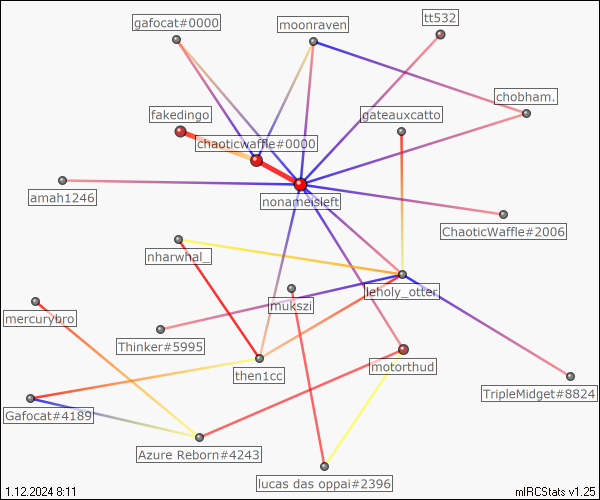 gafocat#0000
moonraven
tt532
chobham.
fakedingo
gateauxcatto
chaoticwaffle#0000
amah1246
nonameisleft
ChaoticWaffle#2006
nharwhal_
leholy_otter
mukszi
mercurybro
Thinker#5995
then1cc
motorthud
TripleMidget#8824
Gafocat#4189
Azure Reborn#4243
lucas das oppai#2396
1.12.2024 8:11
mIRCStats v1.25